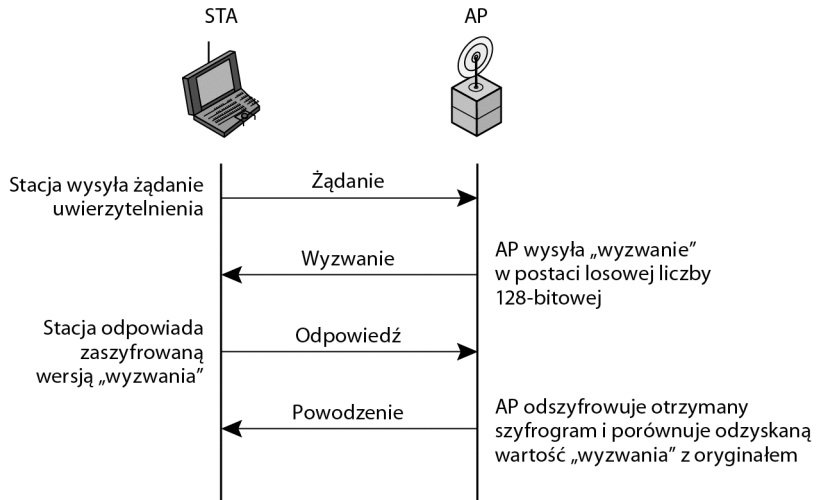 STA
AP
Stacja wysyła żądanie
uwierzytelnienia
Żądanie
Wyzwanie
AP wysyła „wyzwanie”
w postaci losowej liczby
128-bitowej
Stacja odpowiada
zaszyfrowaną
wersją „wyzwania”
Odpowiedź
Powodzenie
AP odszyfrowuje otrzymany
szyfrogram i porównuje odzyskaną
wartość „wyzwania” z oryginałem